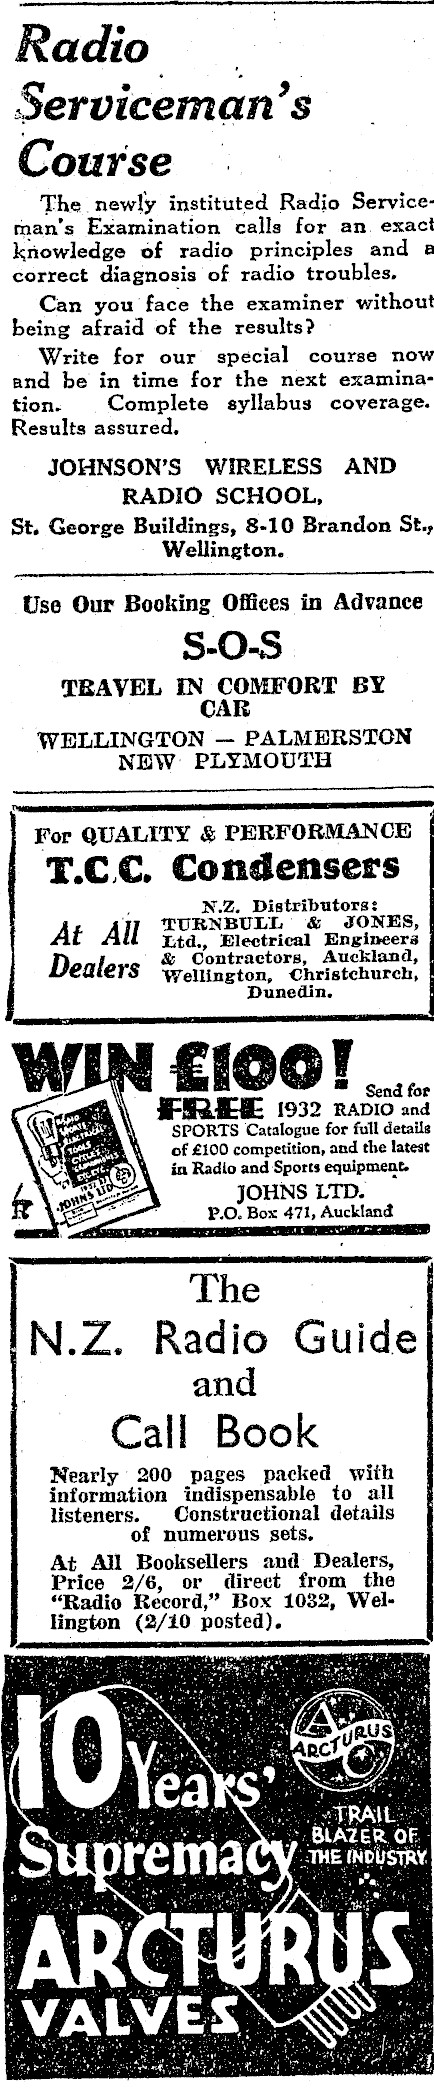 Radio
Serviceman's
Course
The newly instituted Radio Service-
man's Examination calls for an exact
knowledge of radio principles and a
correct diagnosis of radio troubles.
Can you face the examiner without
being afraid of the results?
Write for our special course now
and be in time for the next examina-
tion. Complete syllabus coverage.
Results assured.
JOHNSON'S WIRELESS AND
RADIO SCHOOL,
St. George Buildings, 8-10 Brandon St.,
Wellington.
Use Our Booking Offices in Advance
S-O-S
TRAVEL IN COMFORT BY
CAR
WELLINGTON — PALMERSTON
NEW PLYMOUTH
For QUALITY & PERFORMANCE
T.C.C. Condensers
At All
Dealers
N.Z. Distributors:
TURNBULL & JONES,
Ltd., Electrical Engineers
& Contractors, Auckland,
Wellington, Christchurch,
Dunedin.
WIN £100!
Send for
FREE 1932 RADIO and
SPORTS Catalogue for full details
of £100 competition, and the latest
in Radio and Sports equipment.
JOHNS LTD.
P.O. Box 471, Auckland
JOHNS LTD
The
N.Z. Radio Guide
and
Call Book
Nearly 200 pages packed with
information indispensable to all
listeners. Constructional details
of numerous sets.
At All Booksellers and Dealers,
Price 2/6, or direct from the
"Radio Record," Box 1032, Wel-
lington (2/10 posted).
10
Years'
Supremacy
ARCTURUS
TRAIL
BLAZER OF
THE INDUSTRY
ARCTURUS
VALVES